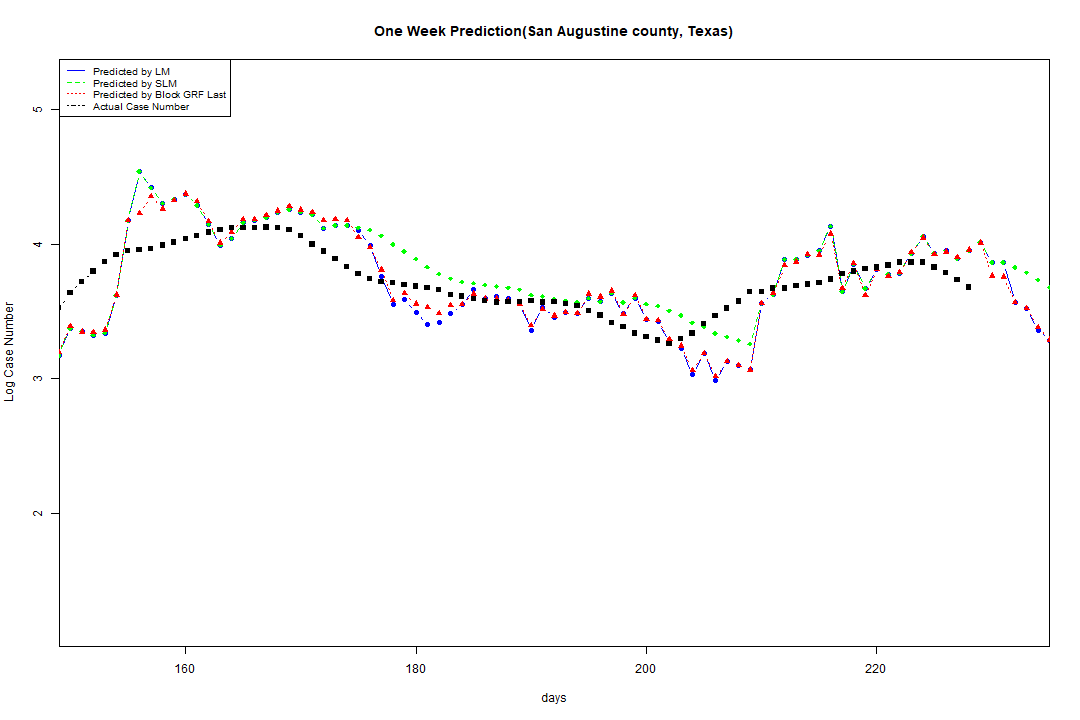 One Week Prediction(San Augustine county, Texas)
Predicted by LM
Predicted by SLM
Predicted by Block GRF Last
Actual Case Number
5
4
3
2
Log Case Number
160 180 200 220
days